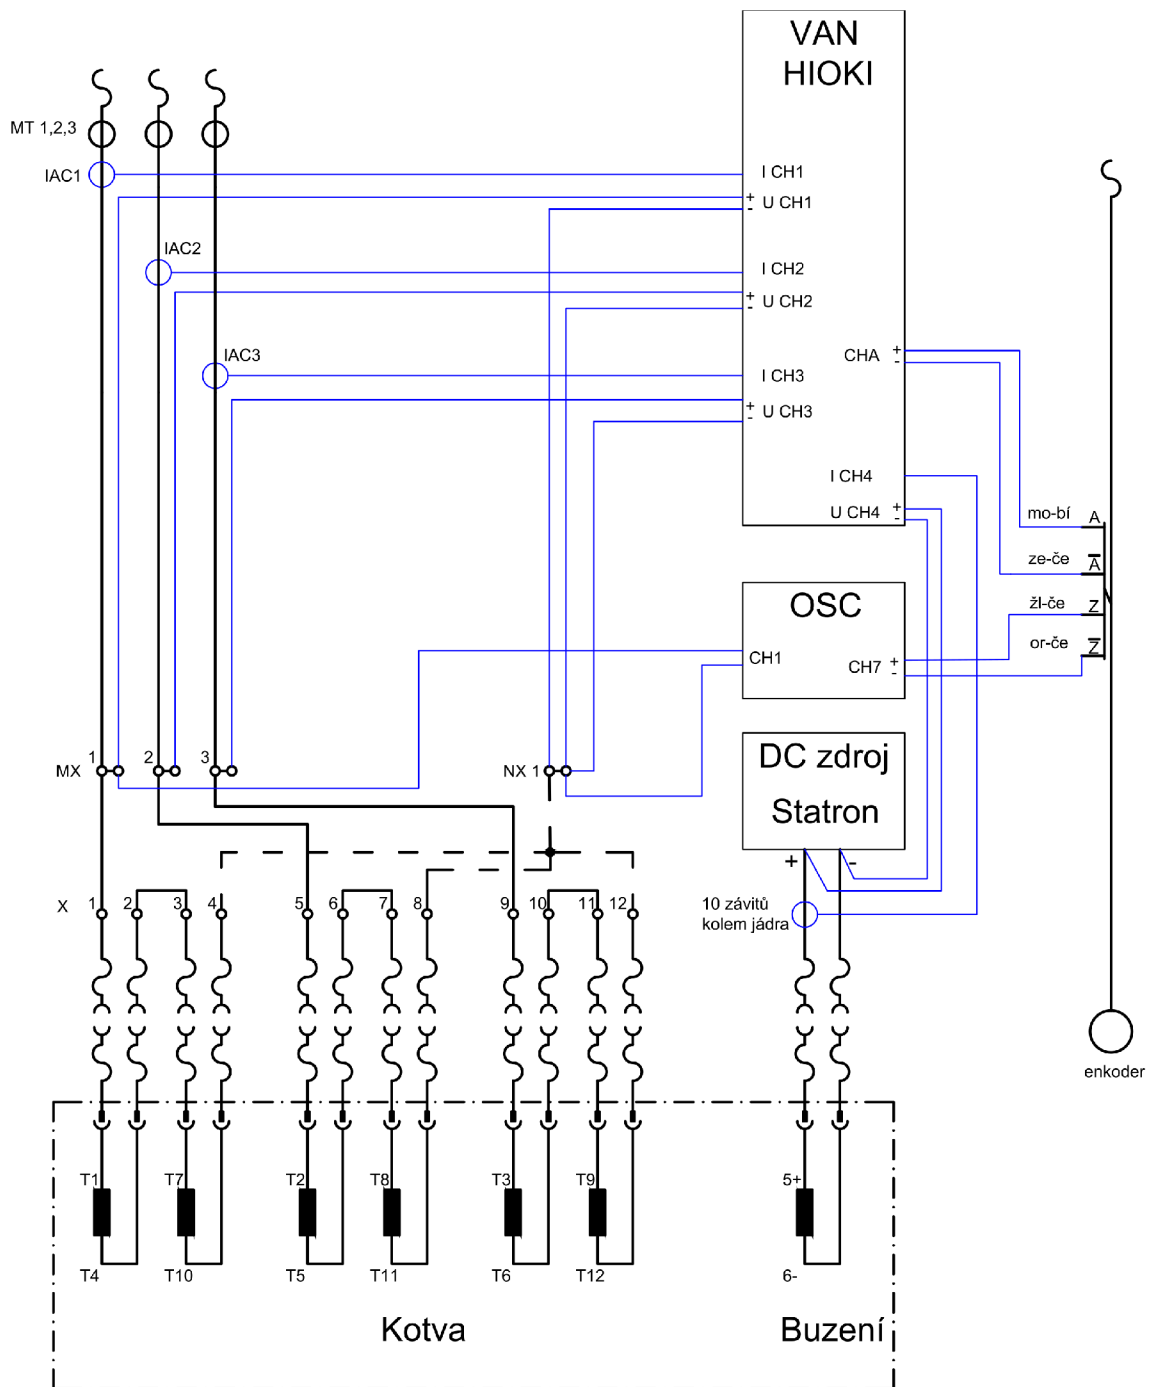 VAN
HIOKI
MT 1,2,3
IAC1
I CH1
+
U CH1
-
IAC2
I CH2
+
U CH2
-
IAC3
CHA
+
-
I CH3
+
U CH3
-
I CH4
U CH4
+
-
mo-bí
A
ze-če
A̅
žl-če
Z
or-če
Z̅
OSC
CH1
CH7
+
-
DC zdroj
Statron
+
-
MX
1
2
3
NX 1
X
1
2
3
4
5
6
7
8
9
10
11
12
10 závitů
kolem jádra
enkoder
T1
T7
T2
T8
T3
T9
5+
T4
T10
T5
T11
T6
T12
6-
Kotva
Buzení